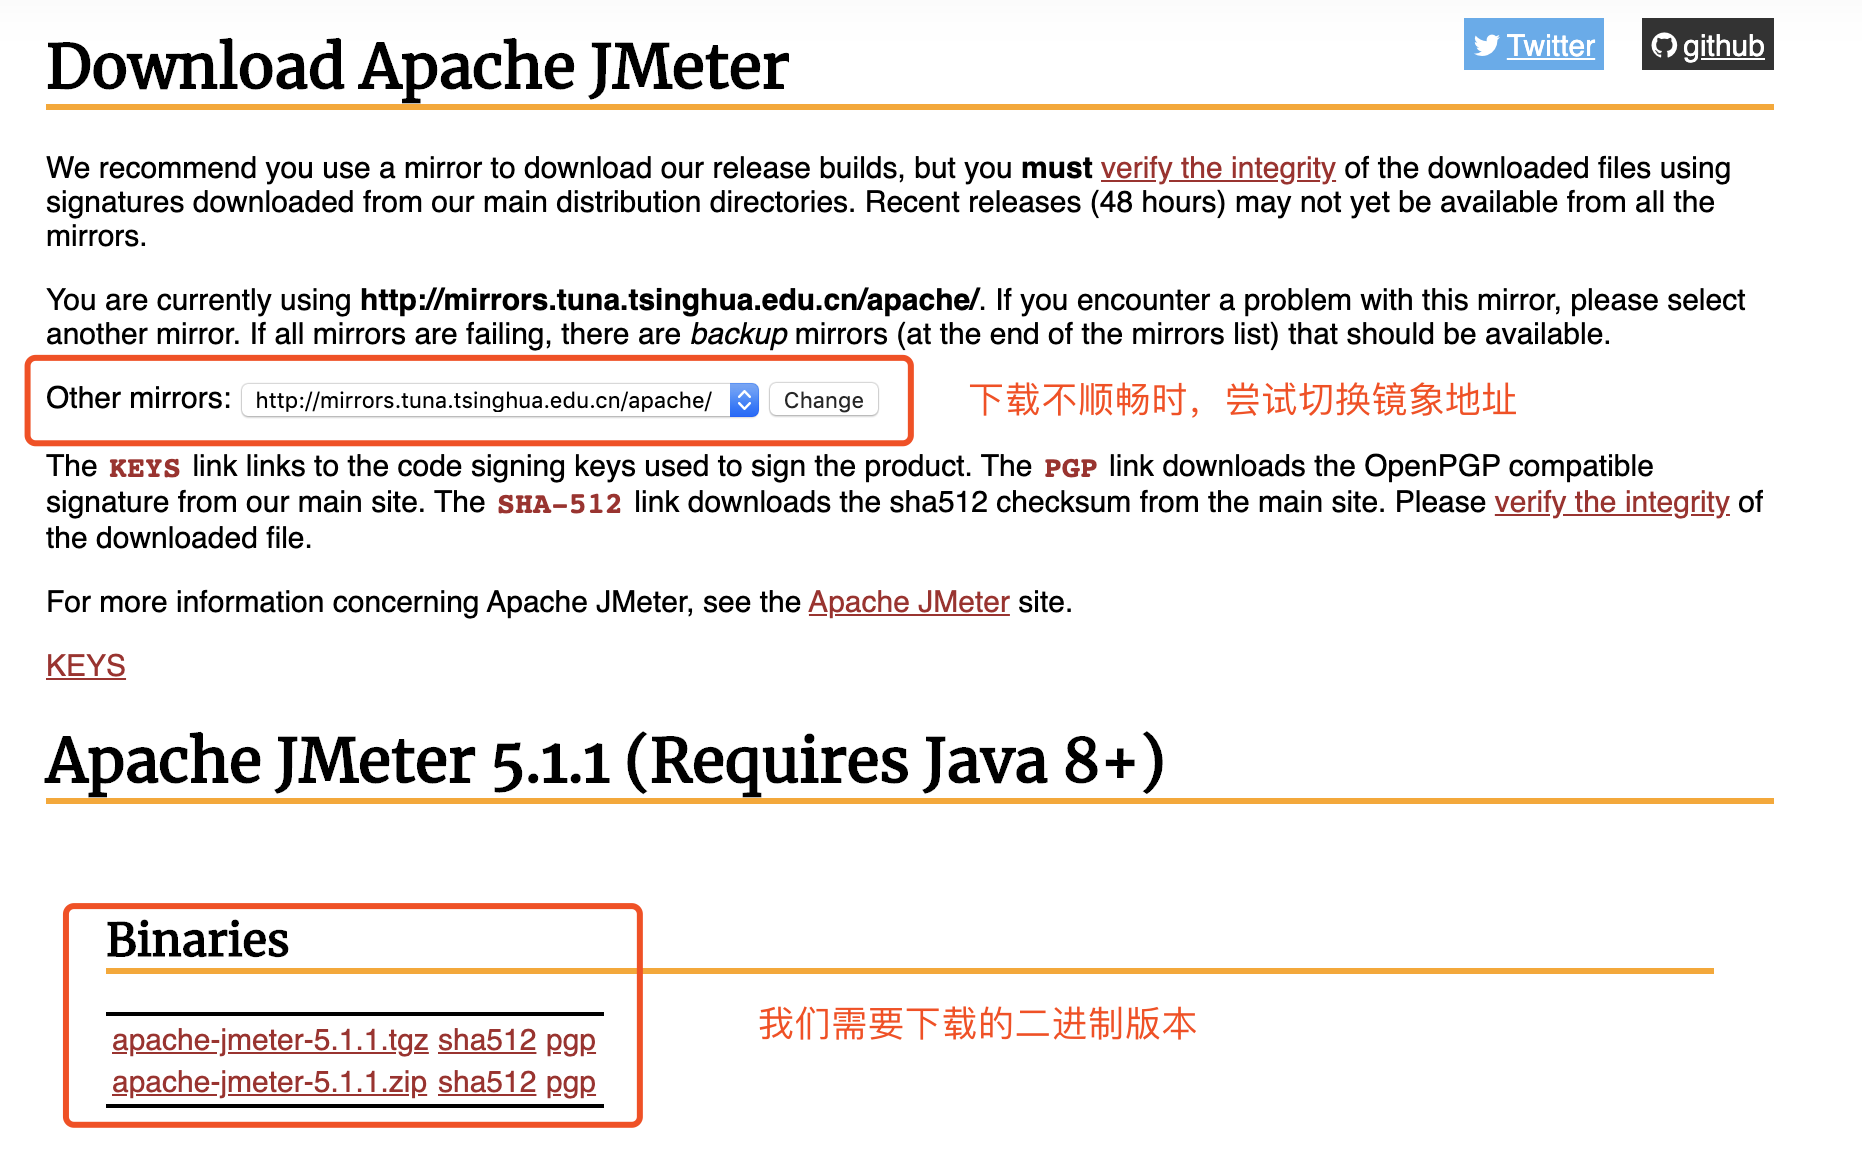 Download Apache JMeter
Twitter
github
We recommend you use a mirror to download our release builds, but you must verify the integrity of the downloaded files using
signatures downloaded from our main distribution directories. Recent releases (48 hours) may not yet be available from all the
mirrors.
You are currently using http://mirrors.tuna.tsinghua.edu.cn/apache/. If you encounter a problem with this mirror, please select
another mirror. If all mirrors are failing, there are backup mirrors (at the end of the mirrors list) that should be available.
Other mirrors: http://mirrors.tuna.tsinghua.edu.cn/apache/ Change
下载不顺畅时，尝试切换镜象地址
The KEYS link links to the code signing keys used to sign the product. The PGP link downloads the OpenPGP compatible
signature from our main site. The SHA-512 link downloads the sha512 checksum from the main site. Please verify the integrity of
the downloaded file.
For more information concerning Apache JMeter, see the Apache JMeter site.
KEYS
Apache JMeter 5.1.1 (Requires Java 8+)
Binaries
apache-jmeter-5.1.1.tgz sha512 pgp
apache-jmeter-5.1.1.zip sha512 pgp
我们需要下载的二进制版本